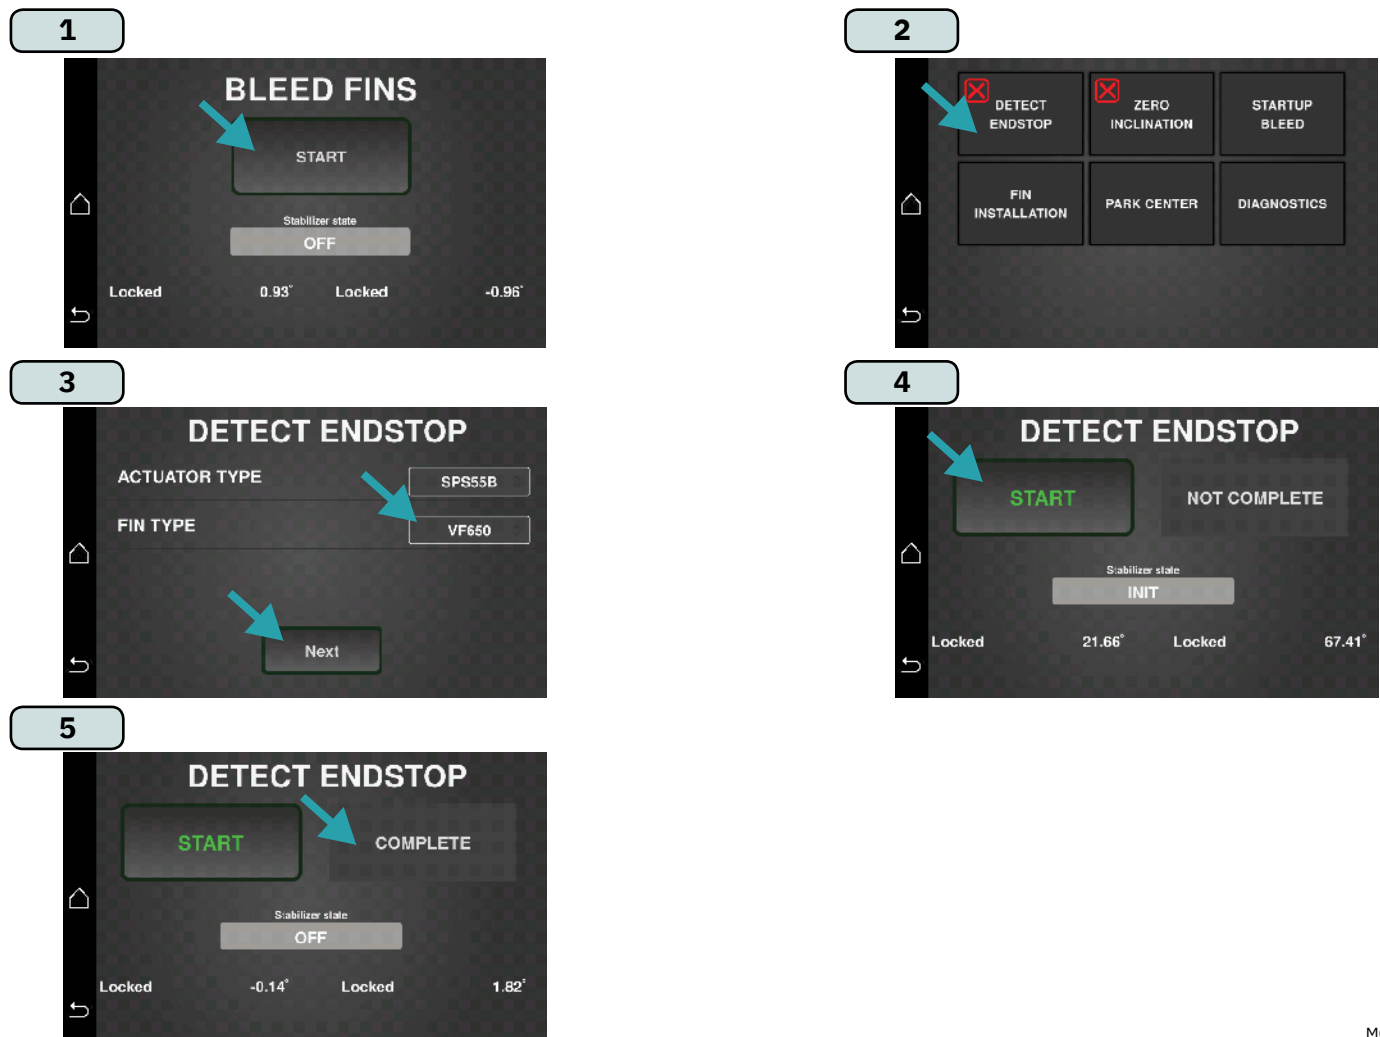 1
BLEED FINS
START
Stabilizer state
OFF
Locked 0.93° Locked -0.96°
2
DETECT
ENDSTOP
ZERO
INCLINATION
STARTUP
BLEED
FIN
INSTALLATION
PARK CENTER
DIAGNOSTICS
3
DETECT ENDSTOP
ACTUATOR TYPE SPS55B
FIN TYPE VF650
Next
4
DETECT ENDSTOP
START NOT COMPLETE
Stabilizer state
INIT
Locked 21.66° Locked 67.41°
5
DETECT ENDSTOP
START COMPLETE
Stabilizer state
OFF
Locked -0.14° Locked 1.82°